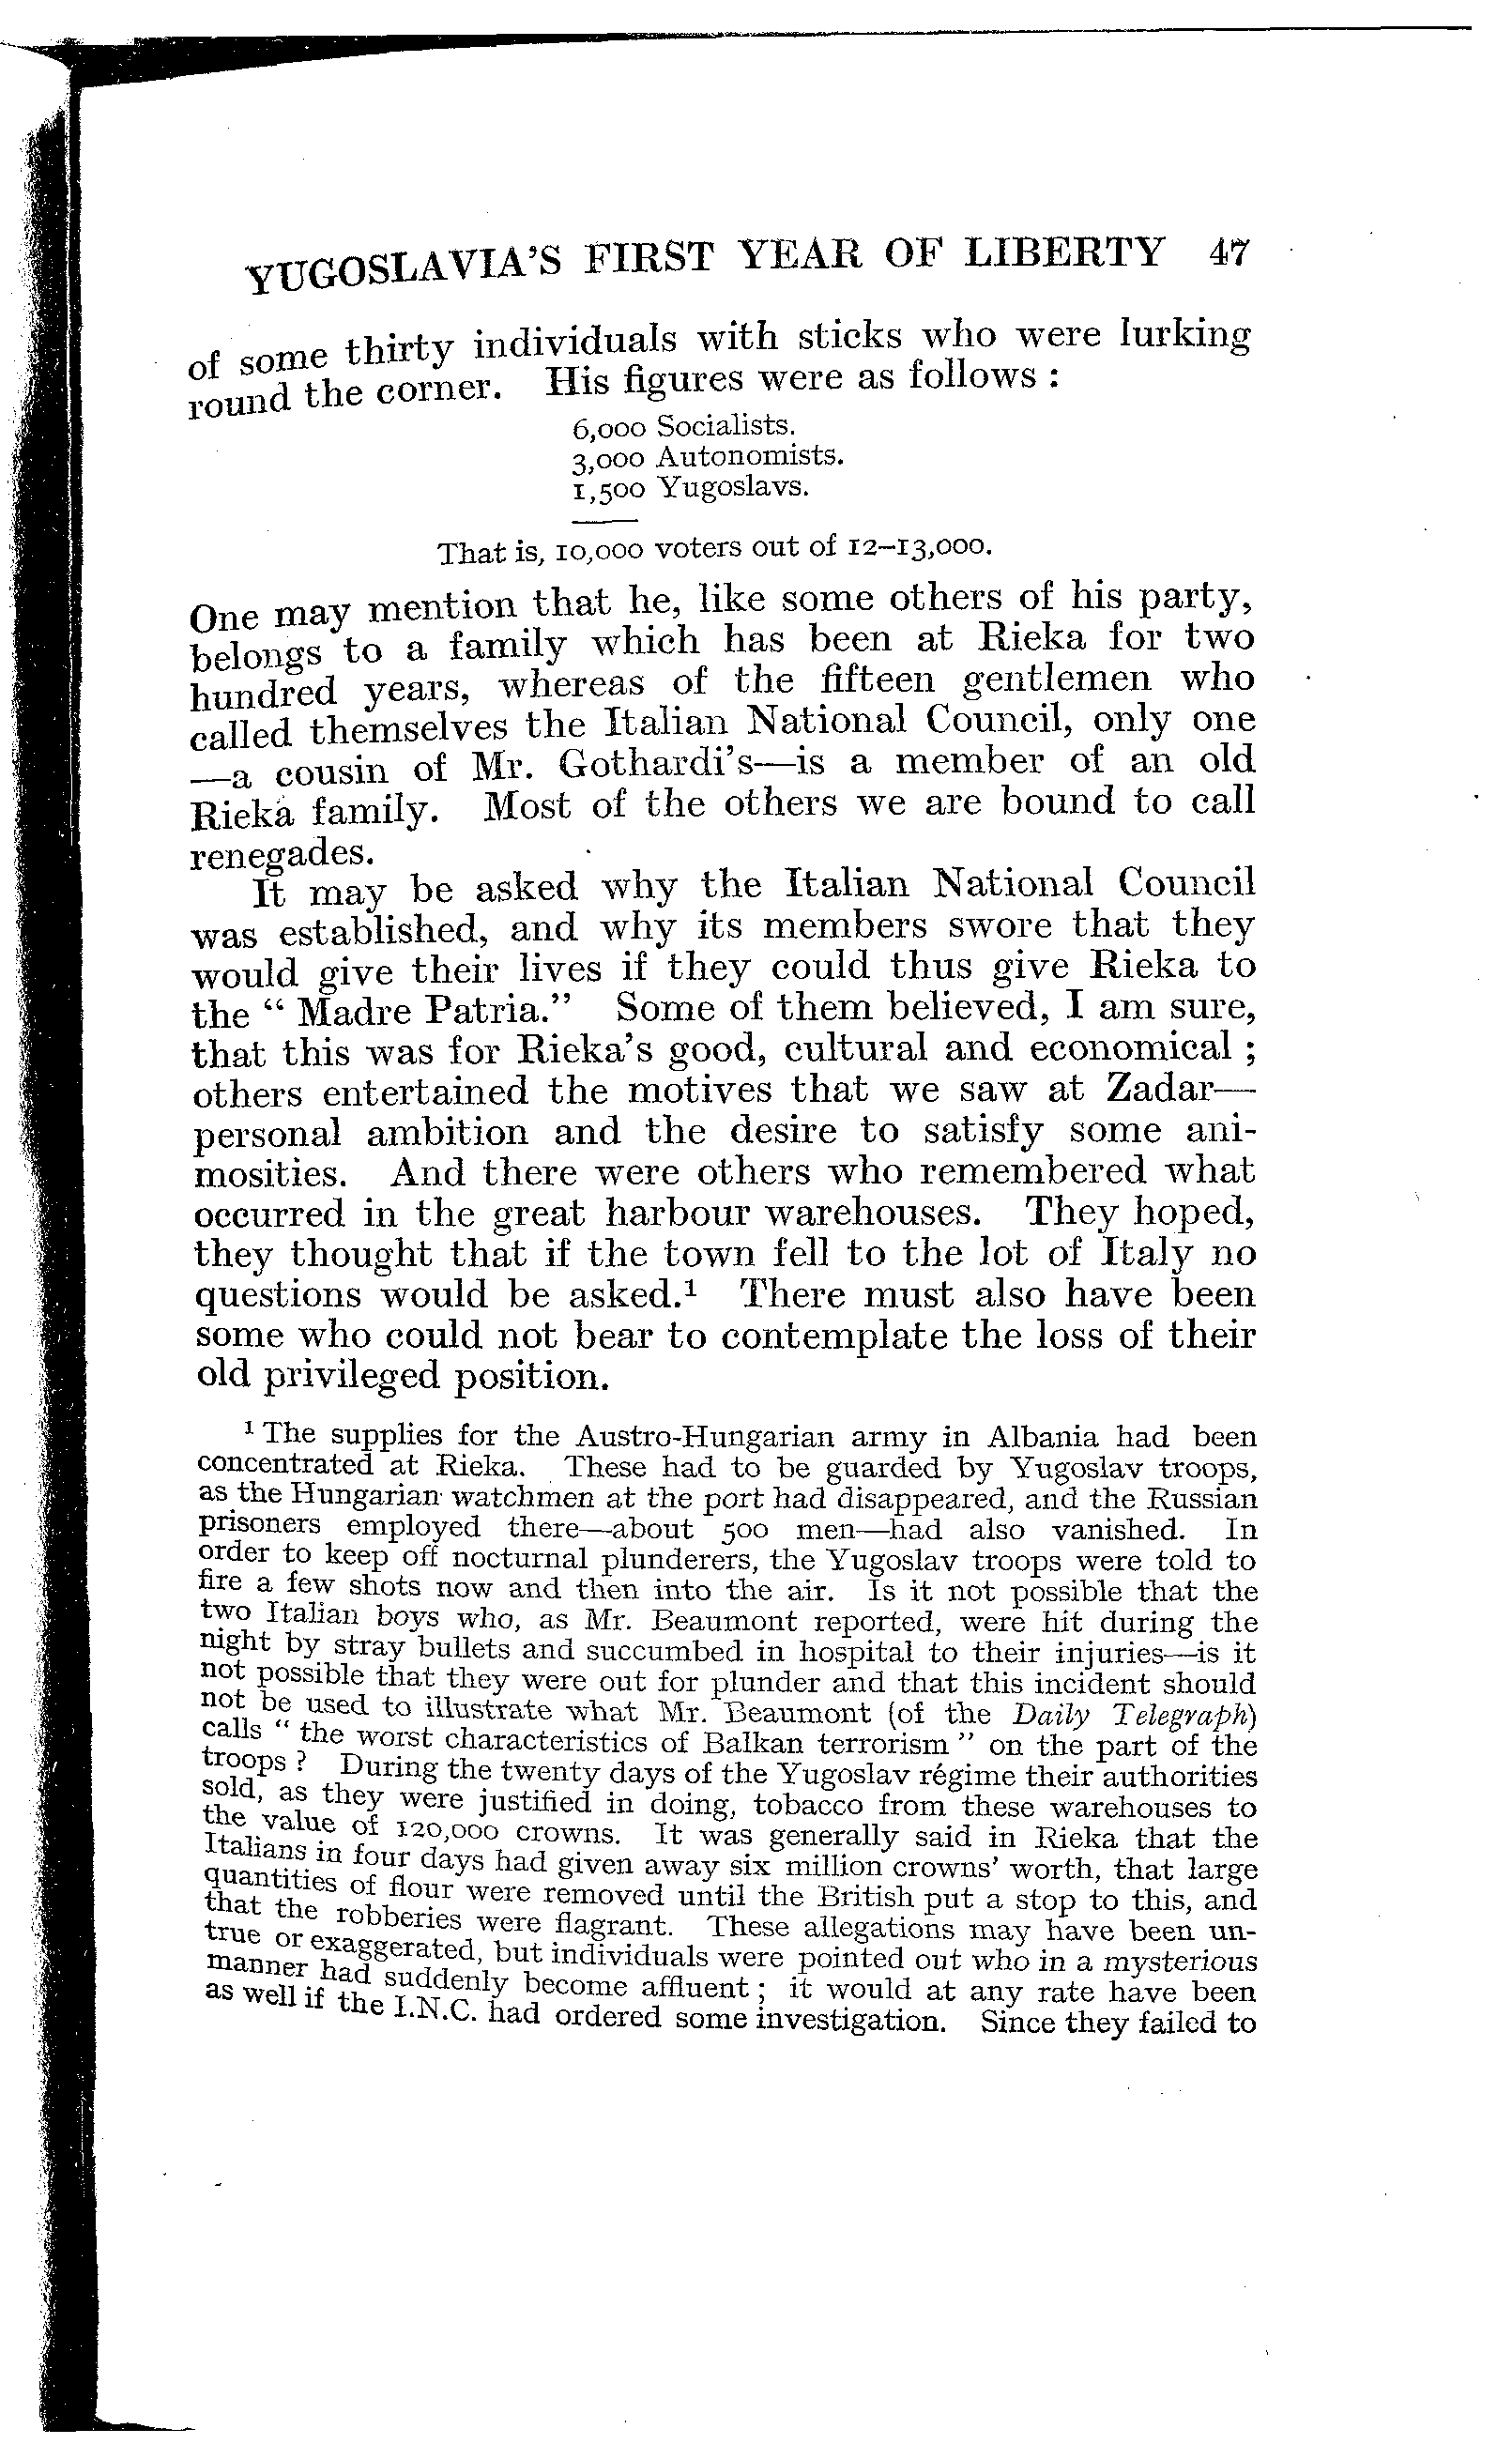 YUGOSLAVIA'S FIRST YEAR OF LIBERTY 47
of some thirty individuals with sticks who were lurking
round the corner. His figures were as follows :
6,000 Socialists.
3,000 Autonomists.
1,500 Yugoslavs.
That is, 10,000 voters out of 12–13,000.
One may mention that he, like some others of his party,
belongs to a family which has been at Rieka for two
hundred years, whereas of the fifteen gentlemen who
called themselves the Italian National Council, only one
—a cousin of Mr. Gothardi's—is a member of an old
Rieka family. Most of the others we are bound to call
renegades.
It may be asked why the Italian National Council
was established, and why its members swore that they
would give their lives if they could thus give Rieka to
the " Madre Patria." Some of them believed, I am sure,
that this was for Rieka's good, cultural and economical ;
others entertained the motives that we saw at Zadar—
personal ambition and the desire to satisfy some ani-
mosities. And there were others who remembered what
occurred in the great harbour warehouses. They hoped,
they thought that if the town fell to the lot of Italy no
questions would be asked.¹ There must also have been
some who could not bear to contemplate the loss of their
old privileged position.
¹ The supplies for the Austro-Hungarian army in Albania had been
concentrated at Rieka. These had to be guarded by Yugoslav troops,
as the Hungarian watchmen at the port had disappeared, and the Russian
prisoners employed there—about 500 men—had also vanished. In
order to keep off nocturnal plunderers, the Yugoslav troops were told to
fire a few shots now and then into the air. Is it not possible that the
two Italian boys who, as Mr. Beaumont reported, were hit during the
night by stray bullets and succumbed in hospital to their injuries—is it
not possible that they were out for plunder and that this incident should
not be used to illustrate what Mr. Beaumont (of the Daily Telegraph)
calls " the worst characteristics of Balkan terrorism " on the part of the
troops ? During the twenty days of the Yugoslav régime their authorities
sold, as they were justified in doing, tobacco from these warehouses to
the value of 120,000 crowns. It was generally said in Rieka that the
Italians in four days had given away six million crowns' worth, that large
quantities of flour were removed until the British put a stop to this, and
that the robberies were flagrant. These allegations may have been un-
true or exaggerated, but individuals were pointed out who in a mysterious
manner had suddenly become affluent ; it would at any rate have been
as well if the I.N.C. had ordered some investigation. Since they failed to